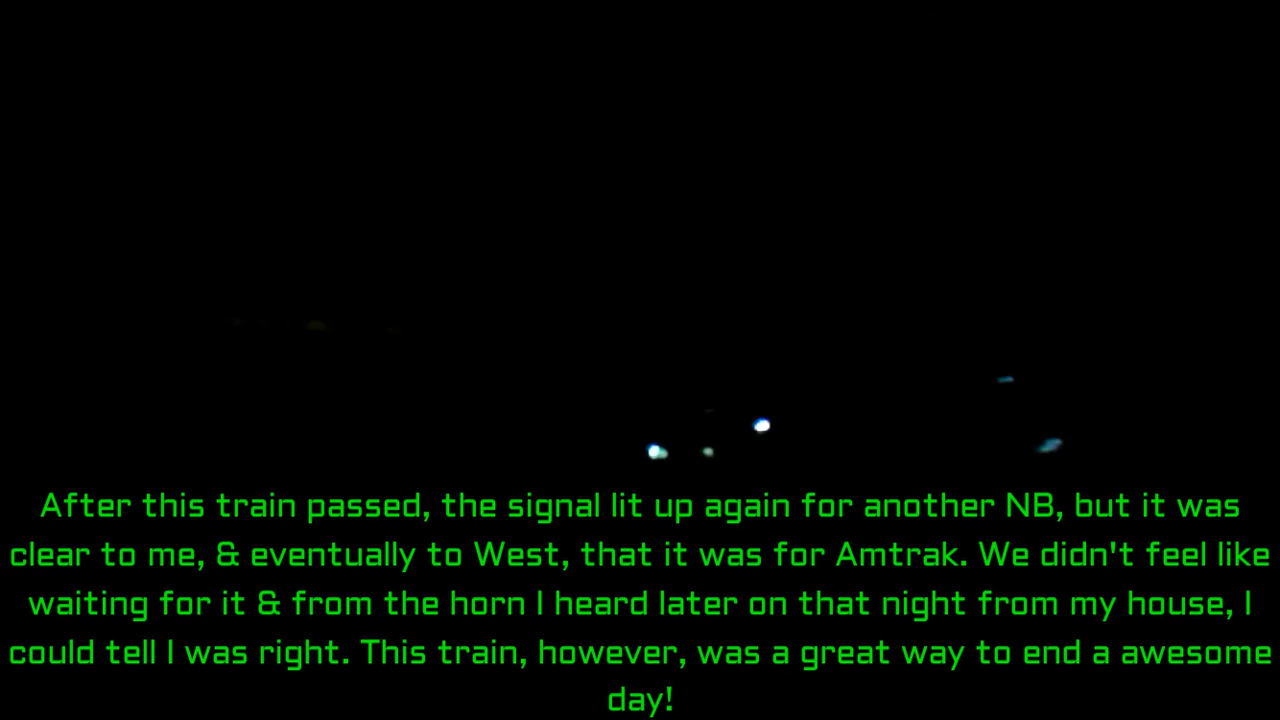 After this train passed, the signal lit up again for another NB, but it was
clear to me, & eventually to West, that it was for Amtrak. We didn't feel like
waiting for it & from the horn I heard later on that night from my house, I
could tell I was right. This train, however, was a great way to end a awesome
day!